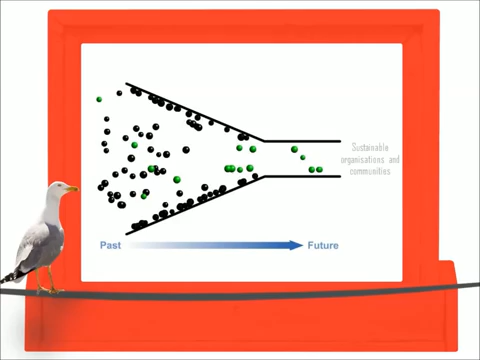 Sustainable
organisations and
communities
Past Future